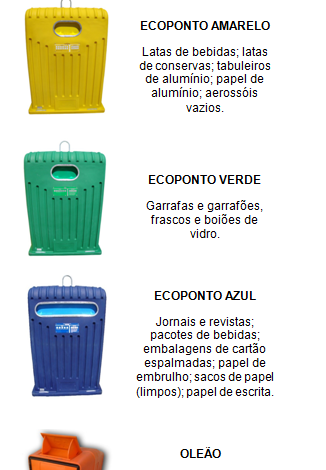 ECOPONTO AMARELO
Latas de bebidas; latas
de conservas; tabuleiros
de alumínio; papel de
alumínio; aerossóis
vazios.
ECOPONTO VERDE
Garrafas e garrafões,
frascos e boiões de
vidro.
ECOPONTO AZUL
Jornais e revistas;
pacotes de bebidas;
embalagens de cartão
espalmadas; papel de
embrulho; sacos de papel
(limpos); papel de escrita.
OLEÃO